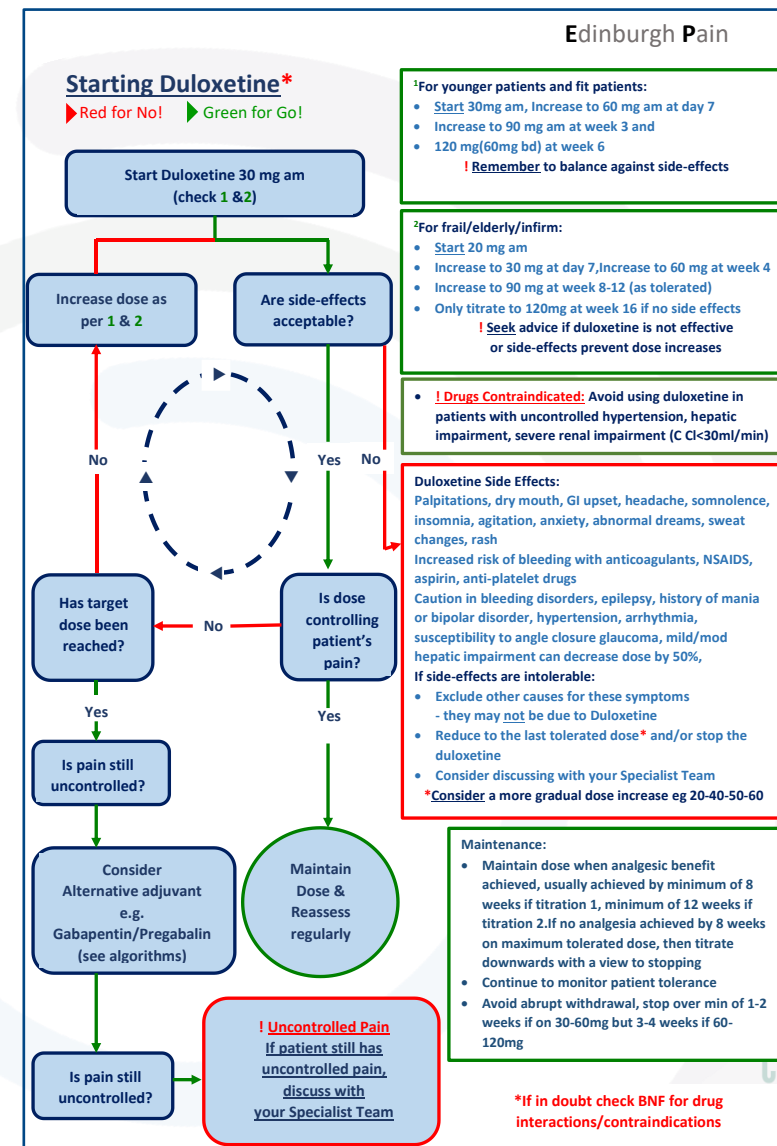 Edinburgh Pain
Starting Duloxetine*
Red for No! Green for Go!
Start Duloxetine 30 mg am
(check 1 &2)
Increase dose as
per 1 & 2
Are side-effects
acceptable?
No
-
Yes
No
Has target
dose been
reached?
No
Is dose
controlling
patient's
pain?
Yes
Yes
Is pain still
uncontrolled?
Consider
Alternative adjuvant
e.g.
Gabapentin/Pregabalin
(see algorithms)
Maintain
Dose &
Reassess
regularly
Is pain still
uncontrolled?
! Uncontrolled Pain
If patient still has
uncontrolled pain,
discuss with
your Specialist Team
1For younger patients and fit patients:
• Start 30mg am, Increase to 60 mg am at day 7
• Increase to 90 mg am at week 3 and
• 120 mg(60mg bd) at week 6
! Remember to balance against side-effects
2For frail/elderly/infirm:
• Start 20 mg am
• Increase to 30 mg at day 7,Increase to 60 mg at week 4
• Increase to 90 mg at week 8-12 (as tolerated)
• Only titrate to 120mg at week 16 if no side effects
! Seek advice if duloxetine is not effective
or side-effects prevent dose increases
• ! Drugs Contraindicated: Avoid using duloxetine in
patients with uncontrolled hypertension, hepatic
impairment, severe renal impairment (C Cl<30ml/min)
Duloxetine Side Effects:
Palpitations, dry mouth, GI upset, headache, somnolence,
insomnia, agitation, anxiety, abnormal dreams, sweat
changes, rash
Increased risk of bleeding with anticoagulants, NSAIDS,
aspirin, anti-platelet drugs
Caution in bleeding disorders, epilepsy, history of mania
or bipolar disorder, hypertension, arrhythmia,
susceptibility to angle closure glaucoma, mild/mod
hepatic impairment can decrease dose by 50%,
If side-effects are intolerable:
• Exclude other causes for these symptoms
- they may not be due to Duloxetine
• Reduce to the last tolerated dose* and/or stop the
duloxetine
• Consider discussing with your Specialist Team
*Consider a more gradual dose increase eg 20-40-50-60
Maintenance:
• Maintain dose when analgesic benefit
achieved, usually achieved by minimum of 8
weeks if titration 1, minimum of 12 weeks if
titration 2.If no analgesia achieved by 8 weeks
on maximum tolerated dose, then titrate
downwards with a view to stopping
• Continue to monitor patient tolerance
• Avoid abrupt withdrawal, stop over min of 1-2
weeks if on 30-60mg but 3-4 weeks if 60-
120mg
*If in doubt check BNF for drug
interactions/contraindications